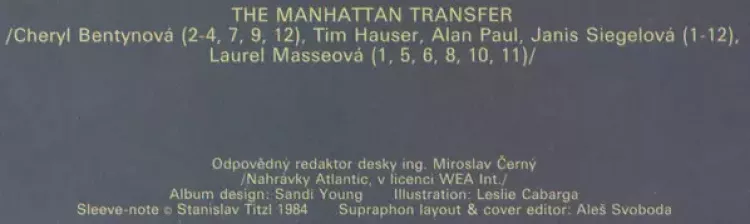 THE MANHATTAN TRANSFER
/Cheryl Bentynová (2-4, 7, 9, 12), Tim Hauser, Alan Paul, Janis Siegelová (1-12),
Laurel Masseová (1, 5, 6, 8, 10, 11)/
Odpovědný redaktor desky ing. Miroslav Černý
/Nahrávky Atlantic, v licenci WEA Int./
Album design: Sandi Young Illustration: Leslie Cabarga
Sleeve-note © Stanislav Titzl 1984 Supraphon layout & cover editor: Aleš Svoboda